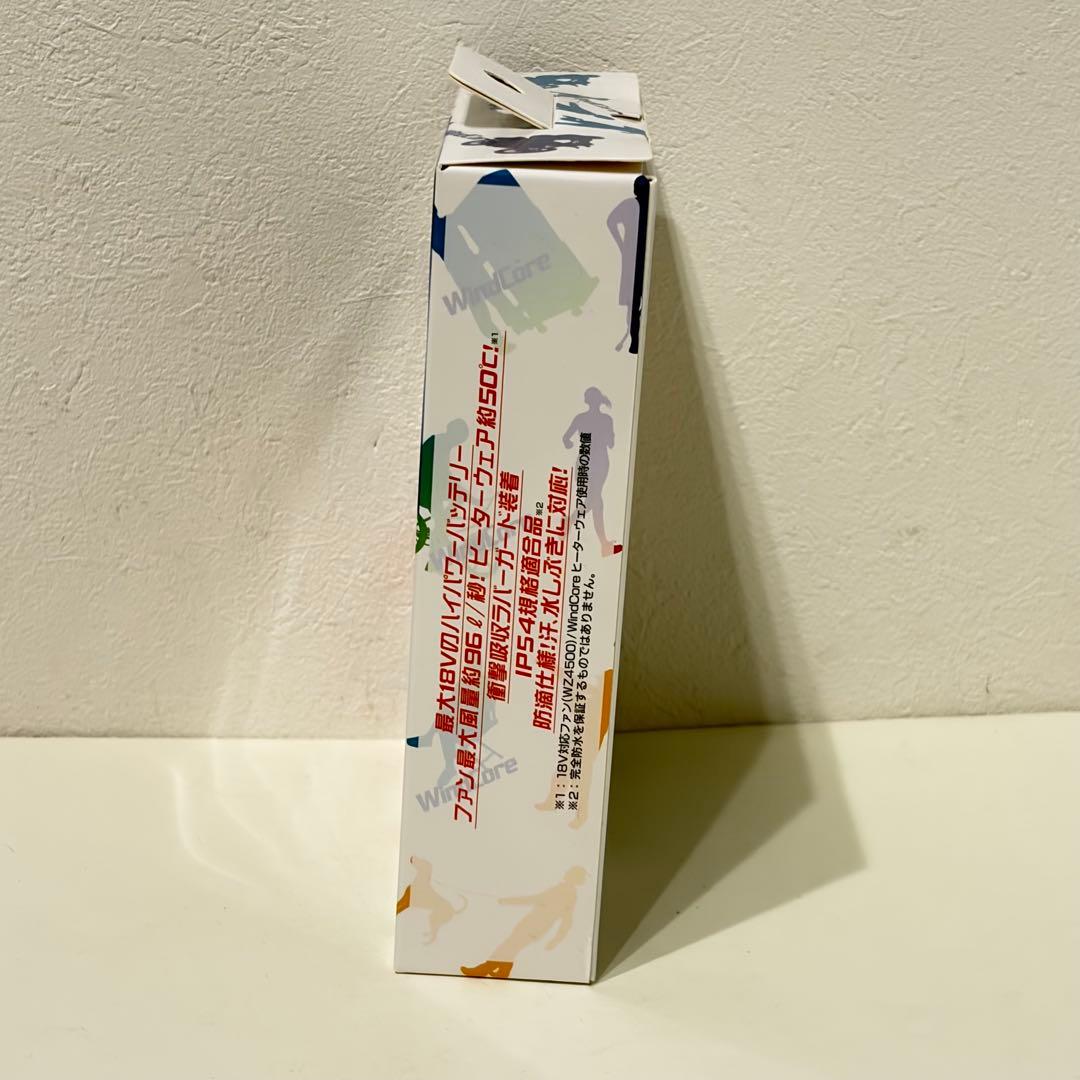 WindCore
最大18Vのハイパワーバッテリー
ファン最大風量約96ℓ/秒! ヒーターウェア約50℃!※1
衝撃吸収ラバーガード装着
IP54規格適合品※2
防滴仕様!汗、水しぶきに対応!
※1：18V対応ファン(WZ4500)/WindCore ヒーターウェア使用時の数値
※2：完全防水を保証するものではありません。
WindCore